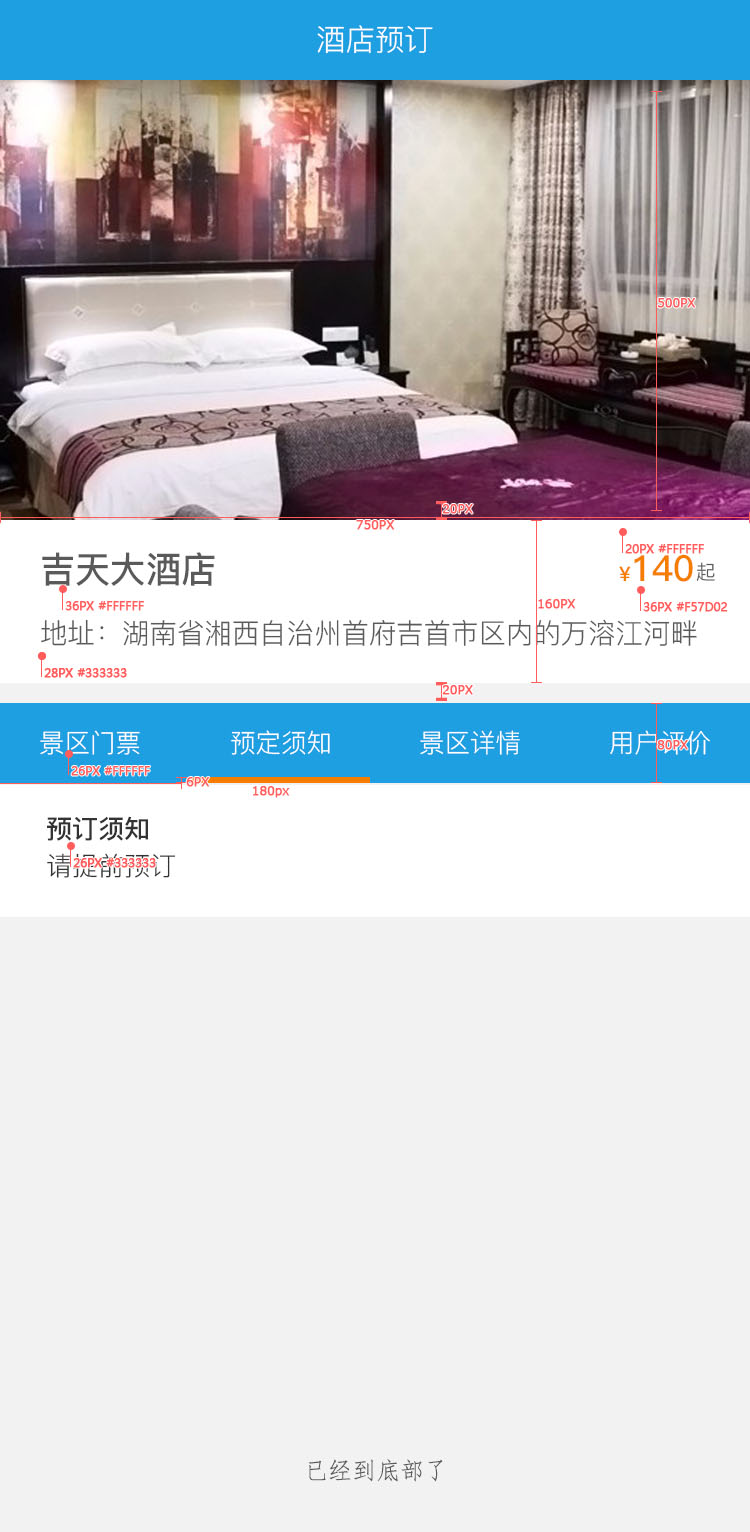 酒店预订
500PX
20PX
750PX
吉天大酒店
20PX #FFFFFF
¥140起
36PX #FFFFFF
160PX
36PX #F57D02
地址：湖南省湘西自治州首府吉首市区内的万溶江河畔
28PX #333333
20PX
景区门票 预定须知 景区详情 用户评价
80PX
26PX #FFFFFF
6PX
180px
预订须知
请提前预订
26PX #333333
已经到底部了